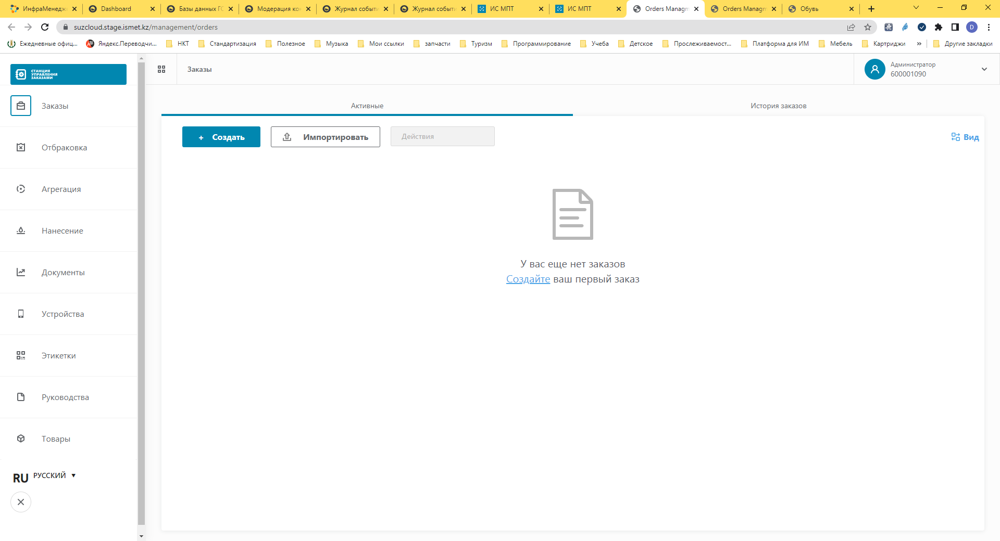 ИнфраМенедж
Dashboard
Базы данных ГС
Модерация ко
Журнал событи
Журнал событи
ИС МПТ
ИС МПТ
Orders Managm
Orders Managm
Обувь
suzcloud.stage.ismet.kz/management/orders
D
Ежедневные офиц...
Яндекс.Переводчи...
НКТ
Стандартизация
Полезное
Музыка
Мои ссылки
запчасти
Туризм
Программирование
Учеба
Детское
Прослеживаемост...
Платформа для ИМ
Мебель
Картриджи
»
Другие закладки
СТАНЦИЯ
УПРАВЛЕНИЯ
ЗАКАЗАМИ
Заказы
Администратор
600001090
Заказы
Отбраковка
Агрегация
Нанесение
Документы
Устройства
Этикетки
Руководства
Товары
RU РУССКИЙ ▼
Активные
История заказов
+ Создать
Импортировать
Действия
Вид
У вас еще нет заказов
Создайте ваш первый заказ